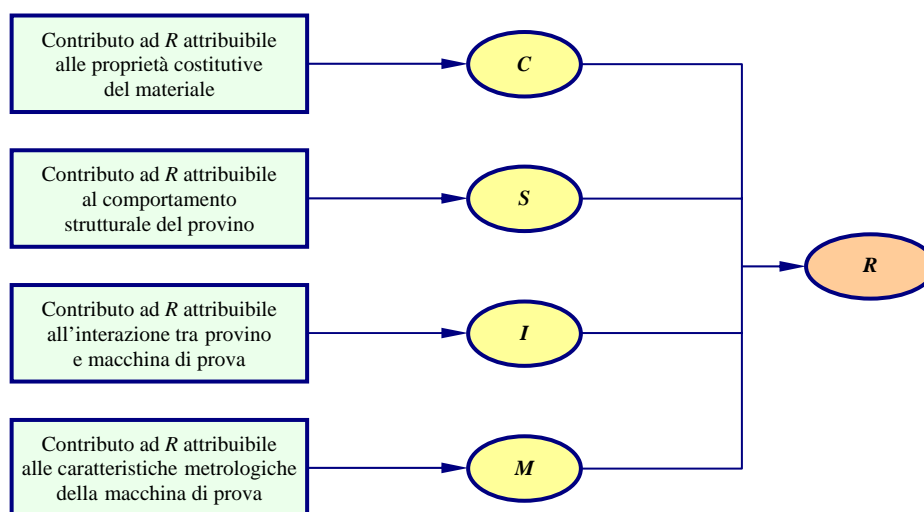 Contributo ad R attribuibile
alle proprietà costitutive
del materiale
C
Contributo ad R attribuibile
al comportamento
strutturale del provino
S
R
Contributo ad R attribuibile
all’interazione tra provino
e macchina di prova
I
Contributo ad R attribuibile
alle caratteristiche metrologiche
della macchina di prova
M